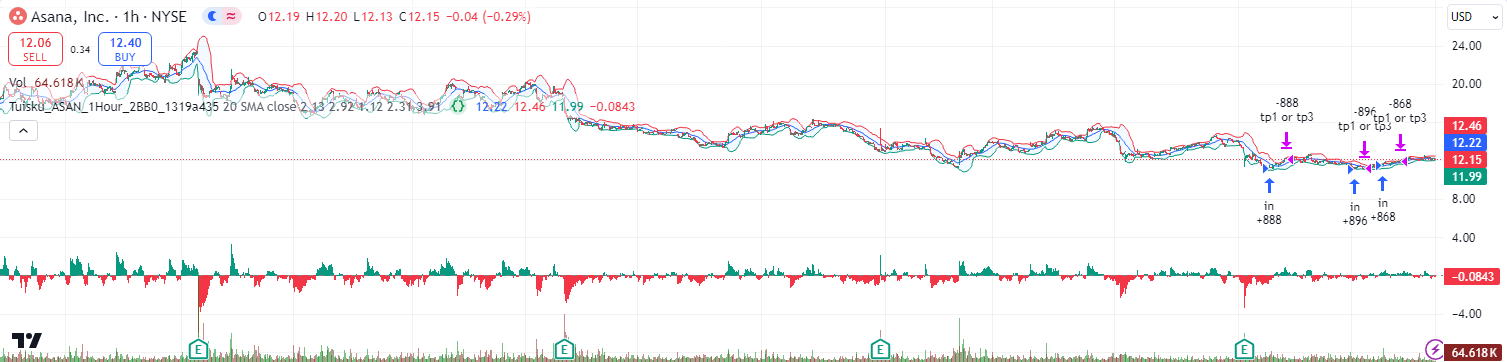 Asana, Inc. · 1h · NYSE O12.19 H12.20 L12.13 C12.15 −0.04 (−0.29%)
USD
12.06 SELL 0.34 12.40 BUY
Vol 64.618K
Tuisku_ASAN_1Hour_2BB0_1319a435 20 SMA close 2.13 2.92 1.12 2.31 3.91 12.22 12.46 11.99 −0.0843
24.00
20.00
12.46
12.22
12.15
11.99
8.00
4.00
−0.0843
−4.00
64.618K
-888
tp1 or tp3
-896
tp1 or tp3
-868
tp1 or tp3
in
+888
in
+896
in
+868
E
E
E
E